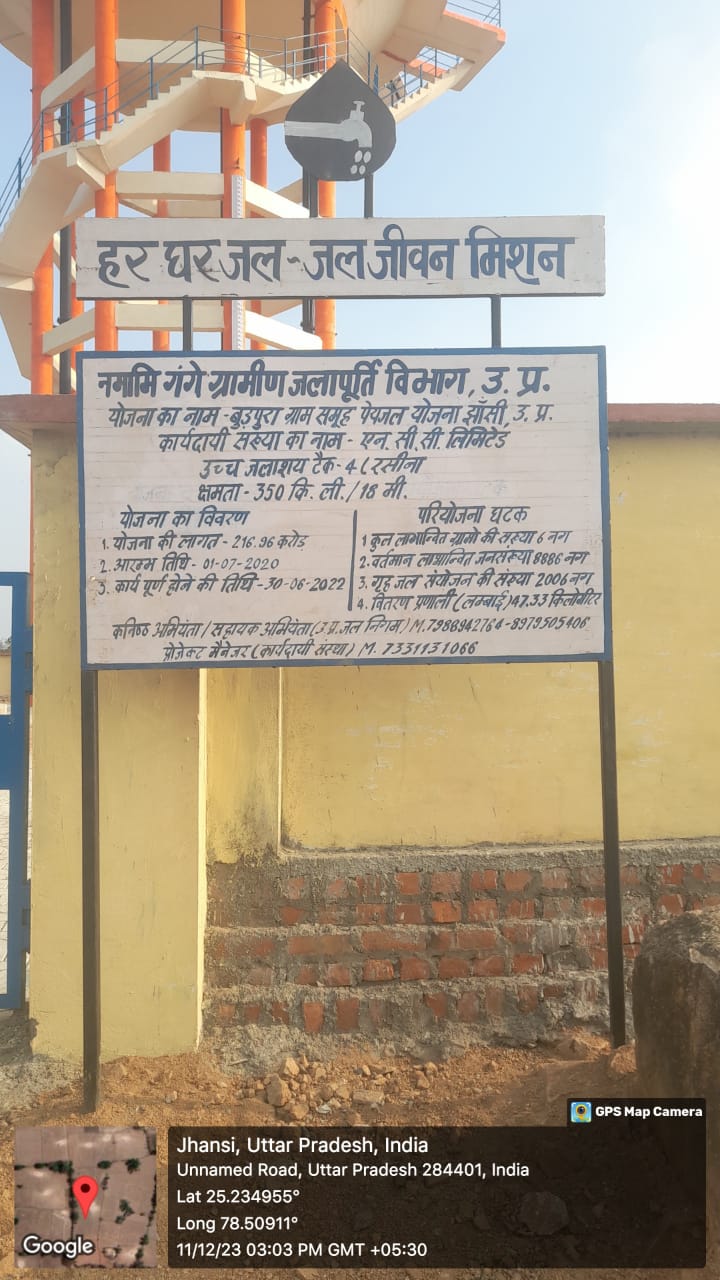 हर घर जल - जल जीवन मिशन
नमामि गंगे ग्रामीण जलापूर्ति विभाग, उ. प्र.
योजना का नाम - बुडपुरा ग्राम समूह पेयजल योजना झाँसी, उ. प्र.
कार्यदायी संस्था का नाम - एन. सी. सी. लिमिटेड
उच्च जलाशय टैंक - 4 ( रसीना
क्षमता - 350 कि. ली. / 18 मी.
योजना का विवरण
1. योजना की लागत - 216.96 करोड़
2. आरम्भ तिथि - 01-07-2020
3. कार्य पूर्ण होने की तिथि - 30-06-2022
परियोजना घटक
1 कुल लाभान्वित ग्रामो की संख्या 6 नग
2. वर्तमान लाभान्वित जनसंख्या 8886 नग
3. गृह जल संयोजन की संख्या 2006 नग
4. वितरण प्रणाली (लम्बाई) 47.33 किलोमीटर
कनिष्ठ अभियंता / सहायक अभियंता (उ.प्र. जल निगम) M. 7988942764 - 8979505406
प्रोजेक्ट मैनेजर (कार्यदायी संस्था) M. 7331131066
GPS Map Camera
Jhansi, Uttar Pradesh, India
Unnamed Road, Uttar Pradesh 284401, India
Lat 25.234955°
Long 78.50911°
11/12/23 03:03 PM GMT +05:30
Google